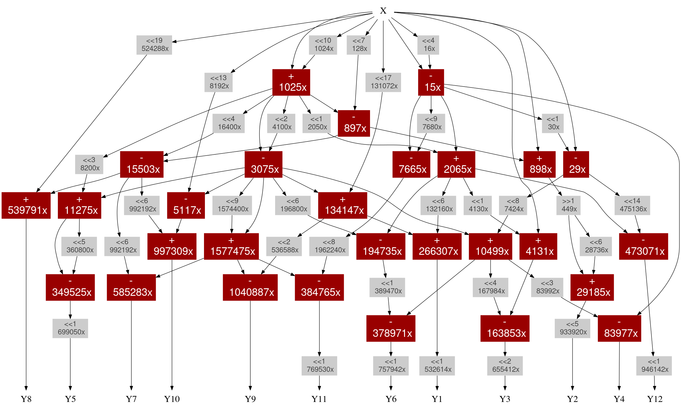 X
<<19
524288x
<<10
1024x
<<7
128x
<<4
16x
<<13
8192x
+
1025x
<<17
131072x
-
15x
<<4
16400x
<<2
4100x
<<1
2050x
-
897x
<<9
7680x
<<1
30x
<<3
8200x
-
15503x
-
3075x
-
7665x
+
2065x
+
898x
-
29x
+
539791x
+
11275x
<<6
992192x
-
5117x
<<9
1574400x
<<6
196800x
+
134147x
<<6
132160x
<<1
4130x
<<8
7424x
>>1
449x
<<14
475136x
<<5
360800x
<<6
992192x
+
997309x
+
1577475x
<<2
536588x
<<8
1962240x
-
194735x
+
266307x
+
10499x
+
4131x
<<6
28736x
-
473071x
-
349525x
-
585283x
-
1040887x
-
384765x
<<1
389470x
<<4
167984x
<<3
83992x
+
29185x
<<1
699050x
-
378971x
-
163853x
<<5
933920x
-
83977x
<<1
769530x
<<1
757942x
<<1
532614x
<<2
655412x
<<1
946142x
Y8
Y5
Y7
Y10
Y9
Y11
Y6
Y1
Y3
Y2
Y4
Y12